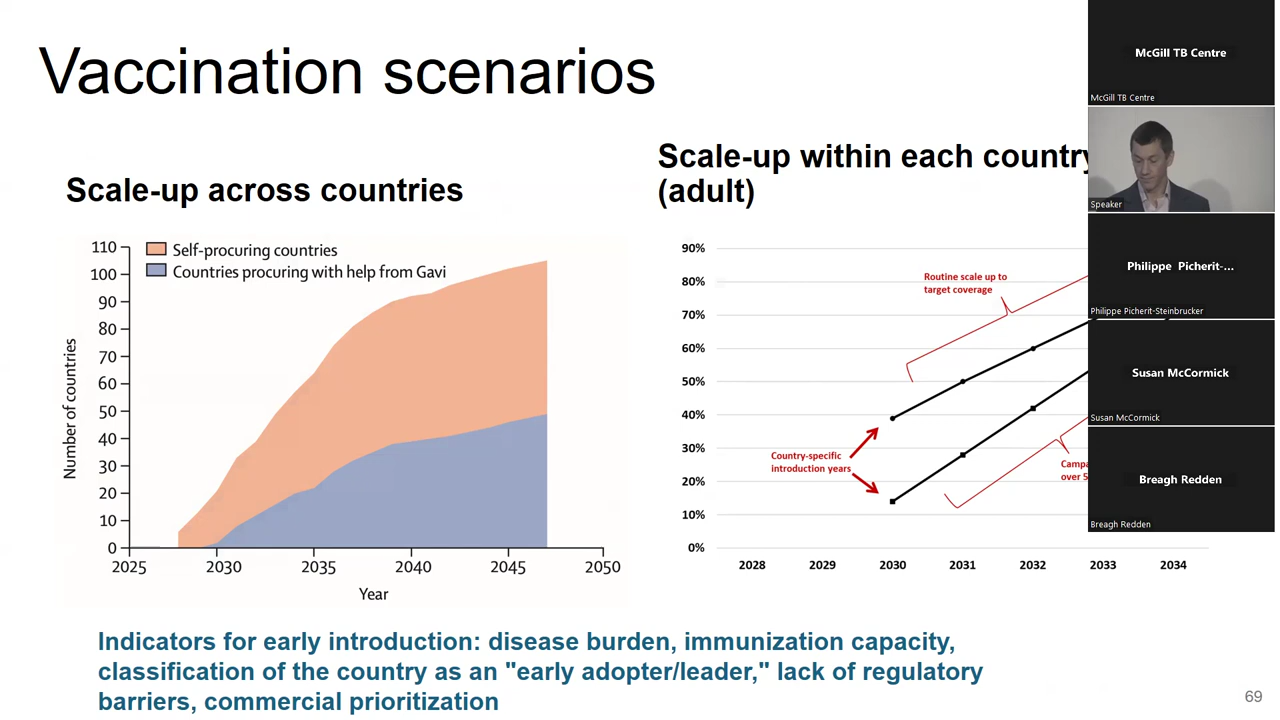 Vaccination scenarios
Scale-up across countries
Scale-up within each country
(adult)
110
100
90
80
70
60
50
40
30
20
10
0
Number of countries
Self-procuring countries
Countries procuring with help from Gavi
2025
2030
2035
2040
2045
2050
Year
90%
80%
70%
60%
50%
40%
30%
20%
10%
0%
Routine scale up to
target coverage
Country-specific
introduction years
over 5
2028
2029
2030
2031
2032
2033
2034
Indicators for early introduction: disease burden, immunization capacity,
classification of the country as an "early adopter/leader," lack of regulatory
barriers, commercial prioritization
69
McGill TB Centre
McGill TB Centre
Speaker
Philippe Picherit-...
Philippe Picherit-Steinbrucker
Susan McCormick
Susan McCormick
Breagh Redden
Breagh Redden